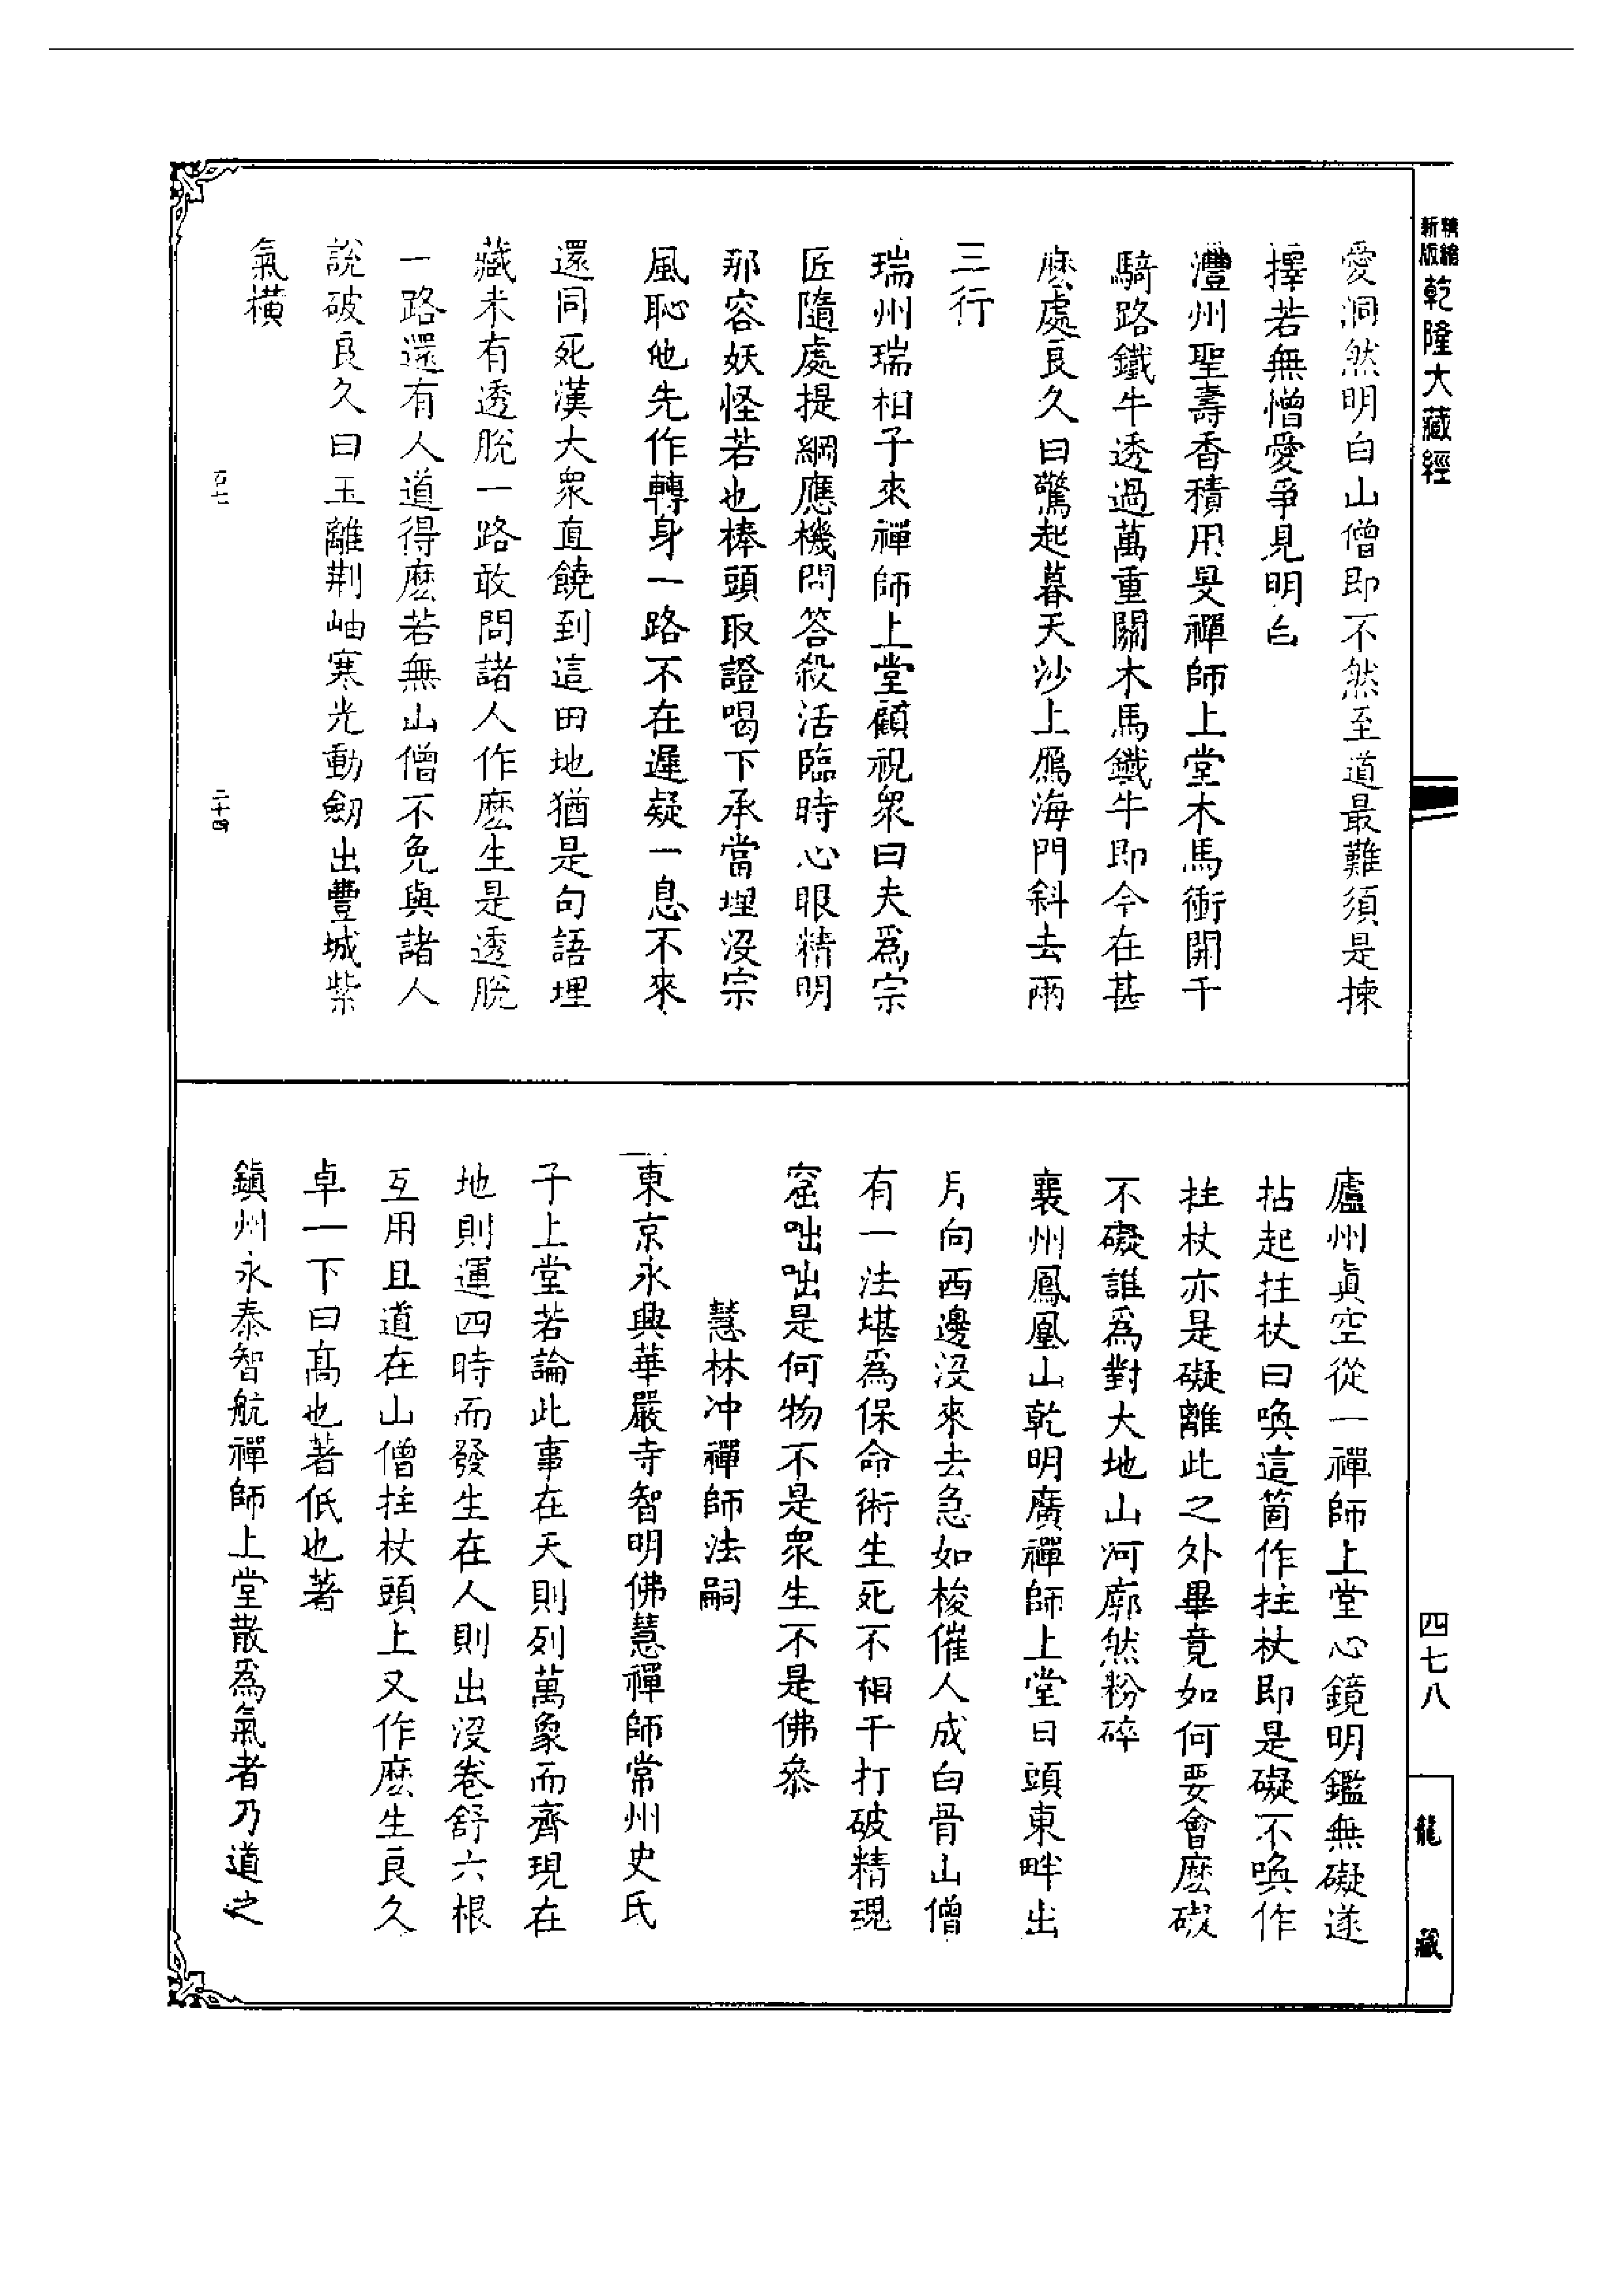 新版精繪
乾隆大藏經
四七八
龍藏
愛洞然明白山僧即不然至道最難須是揀
擇若無憎愛爭見明白
澧州聖壽香積用旻禪師上堂木馬衝開千
騎路鐵牛透過萬重關木馬鐵牛即今在甚
麽處良久曰驚起暮天沙上鴈海門斜去兩
三行
瑞州瑞相子來禪師上堂顧視衆曰夫爲宗
匠隨處提綱應機問答殺活臨時心眼精明
那容妖怪若也棒頭取證喝下承當埋沒宗
風恥他先作轉身一路不在遲疑一息不來
還同死漢大衆直饒到這田地猶是句語埋
藏未有透脫一路敢問諸人作麽生是透脫
一路還有人道得麽若無山僧不免與諸人
說破良久曰玉離荆岫寒光動劒出豐城紫
氣橫
二十四
廬州眞空從一禪師上堂心鏡明鑑無礙遂
拈起拄杖曰喚這箇作拄杖即是礙不喚作
拄杖亦是礙離此之外畢竟如何要會麽礙
不礙誰爲對大地山河廓然粉碎
襄州鳳凰山乾明廣禪師上堂日頭東畔出
月向西邊沒來去急如梭催人成白骨山僧
有一法堪爲保命術生死不相干打破精魂
窟咄咄是何物不是衆生不是佛叅
慧林冲禪師法嗣
東京永興華嚴寺智明佛慧禪師常州史氏
子上堂若論此事在天則列萬象而齊現在
地則運四時而發生在人則出沒卷舒六根
互用且道在山僧拄杖頭上又作麽生良久
卓一下曰高也著低也著
鎭州永泰智航禪師上堂散爲氣者乃道之